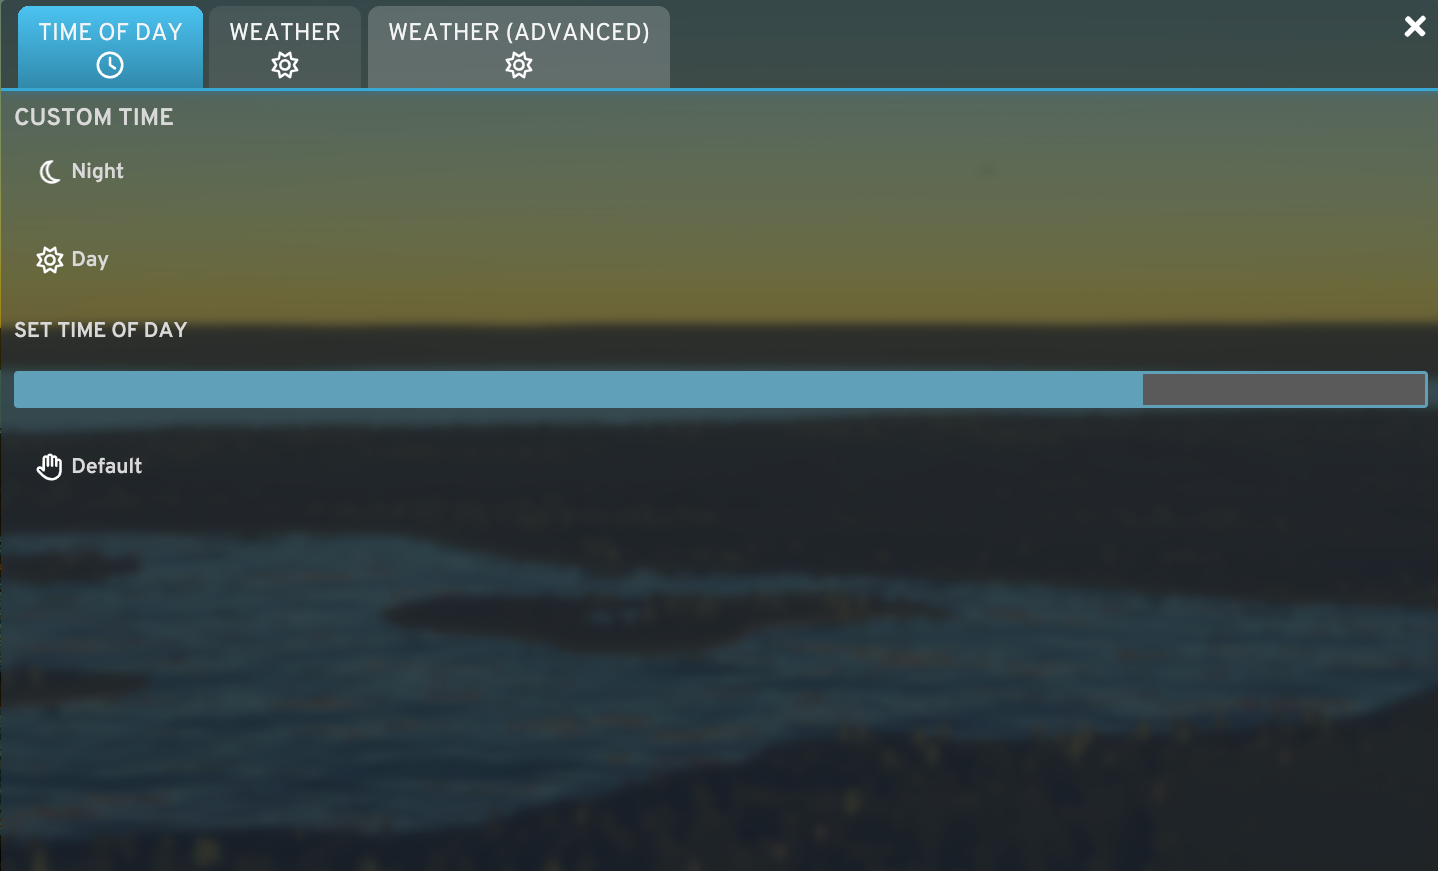 TIME OF DAY
WEATHER
WEATHER (ADVANCED)
CUSTOM TIME
Night
Day
SET TIME OF DAY
Default